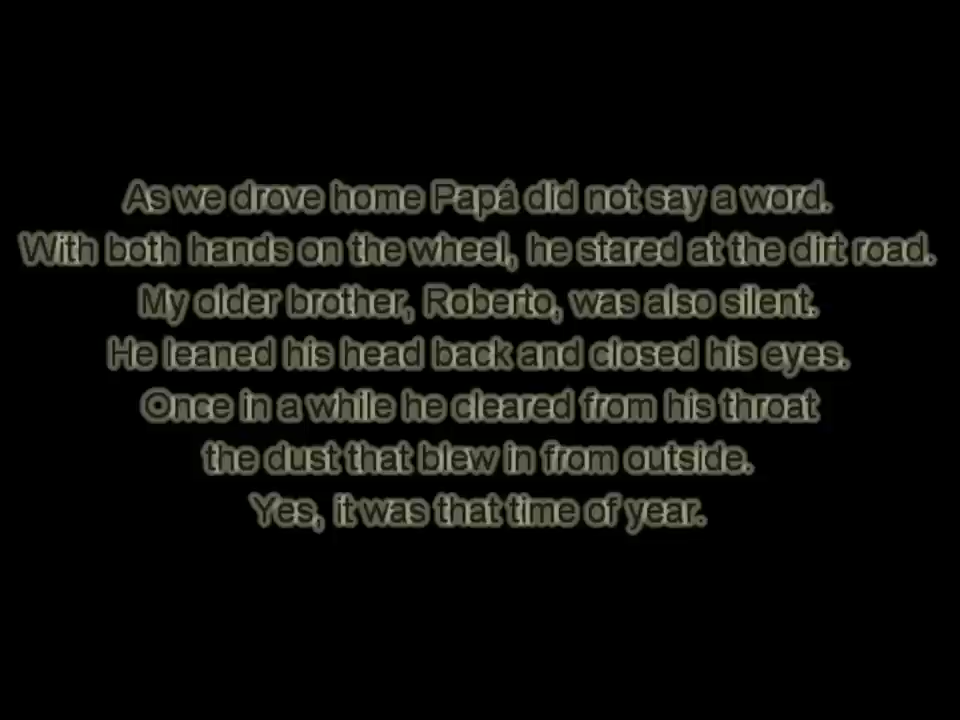 As we drove home Papá did not say a word.
With both hands on the wheel, he stared at the dirt road.
My older brother, Roberto, was also silent.
He leaned his head back and closed his eyes.
Once in a while he cleared from his throat
the dust that blew in from outside.
Yes, it was that time of year.